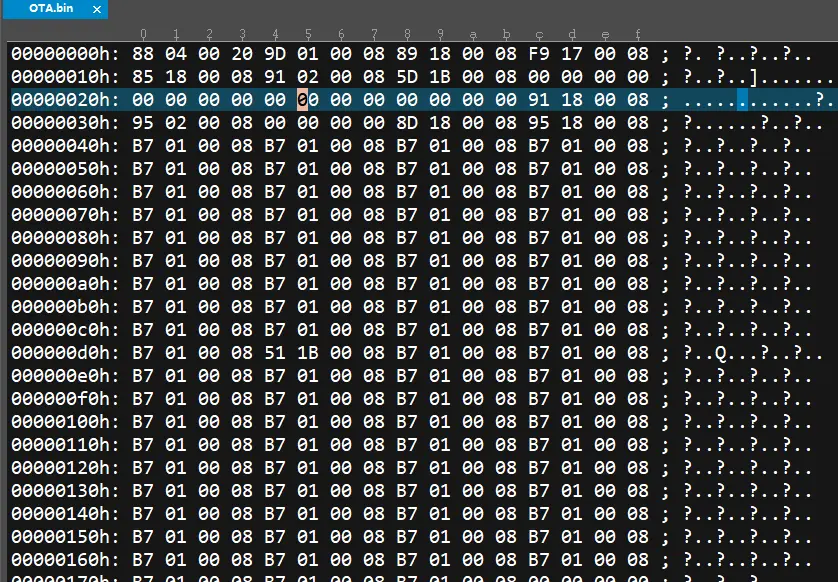 OTA.bin ×
0 1 2 3 4 5 6 7 8 9 a b c d e f
00000000h: 88 04 00 20 9D 01 00 08 89 18 00 08 F9 17 00 08 ; ?. ?..?..?..
00000010h: 85 18 00 08 91 02 00 08 5D 1B 00 08 00 00 00 00 ; ?..?..]........
00000020h: 00 00 00 00 00 00 00 00 00 00 00 00 91 18 00 08 ; .............?.
00000030h: 95 02 00 08 00 00 00 00 8D 18 00 08 95 18 00 08 ; ?......?..?..
00000040h: B7 01 00 08 B7 01 00 08 B7 01 00 08 B7 01 00 08 ; ?..?..?..?..
00000050h: B7 01 00 08 B7 01 00 08 B7 01 00 08 B7 01 00 08 ; ?..?..?..?..
00000060h: B7 01 00 08 B7 01 00 08 B7 01 00 08 B7 01 00 08 ; ?..?..?..?..
00000070h: B7 01 00 08 B7 01 00 08 B7 01 00 08 B7 01 00 08 ; ?..?..?..?..
00000080h: B7 01 00 08 B7 01 00 08 B7 01 00 08 B7 01 00 08 ; ?..?..?..?..
00000090h: B7 01 00 08 B7 01 00 08 B7 01 00 08 B7 01 00 08 ; ?..?..?..?..
000000a0h: B7 01 00 08 B7 01 00 08 B7 01 00 08 B7 01 00 08 ; ?..?..?..?..
000000b0h: B7 01 00 08 B7 01 00 08 B7 01 00 08 B7 01 00 08 ; ?..?..?..?..
000000c0h: B7 01 00 08 B7 01 00 08 B7 01 00 08 B7 01 00 08 ; ?..?..?..?..
000000d0h: B7 01 00 08 51 1B 00 08 B7 01 00 08 B7 01 00 08 ; ?..Q...?..?..
000000e0h: B7 01 00 08 B7 01 00 08 B7 01 00 08 B7 01 00 08 ; ?..?..?..?..
000000f0h: B7 01 00 08 B7 01 00 08 B7 01 00 08 B7 01 00 08 ; ?..?..?..?..
00000100h: B7 01 00 08 B7 01 00 08 B7 01 00 08 B7 01 00 08 ; ?..?..?..?..
00000110h: B7 01 00 08 B7 01 00 08 B7 01 00 08 B7 01 00 08 ; ?..?..?..?..
00000120h: B7 01 00 08 B7 01 00 08 B7 01 00 08 B7 01 00 08 ; ?..?..?..?..
00000130h: B7 01 00 08 B7 01 00 08 B7 01 00 08 B7 01 00 08 ; ?..?..?..?..
00000140h: B7 01 00 08 B7 01 00 08 B7 01 00 08 B7 01 00 08 ; ?..?..?..?..
00000150h: B7 01 00 08 B7 01 00 08 B7 01 00 08 B7 01 00 08 ; ?..?..?..?..
00000160h: B7 01 00 08 B7 01 00 08 B7 01 00 08 B7 01 00 08 ; ?..?..?..?..